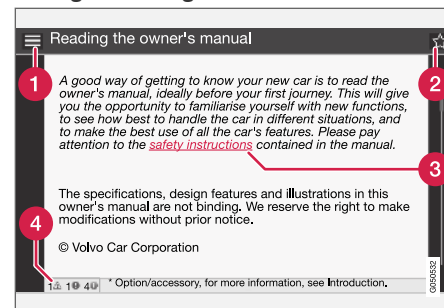 Reading the owner's manual
1
2
A good way of getting to know your new car is to read the
owner's manual, ideally before your first journey. This will give
you the opportunity to familiarise yourself with new functions,
to see how best to handle the car in different situations, and
to make the best use of all the car's features. Please pay
attention to the safety instructions contained in the manual.
3
The specifications, design features and illustrations in this
owner's manual are not binding. We reserve the right to make
modifications without prior notice.
© Volvo Car Corporation
4
1 1 4 * Option/accessory, for more information, see Introduction.
G050532